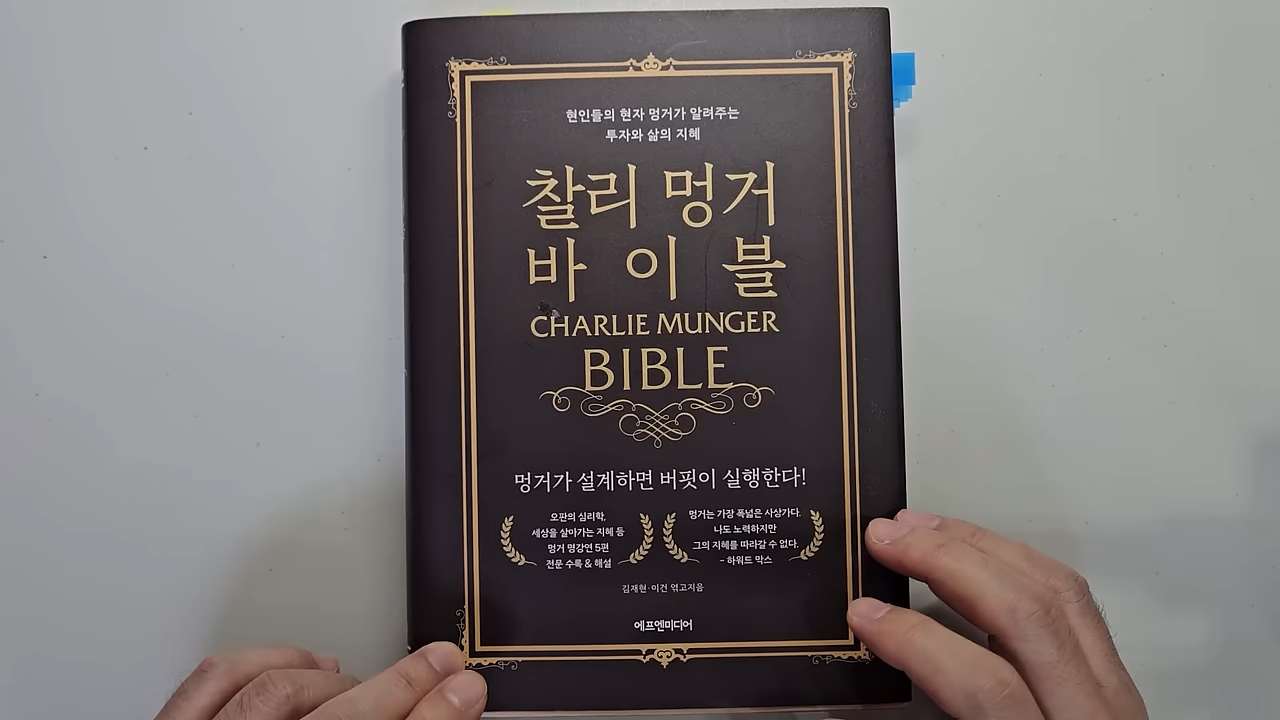 현인들의 현자 멍거가 알려주는
투자와 삶의 지혜
찰리 멍거
바이블
CHARLIE MUNGER
BIBLE
멍거가 설계하면 버핏이 실행한다!
오판의 심리학,
세상을 살아가는 지혜 등
멍거 명강연 5편
전문 수록 & 해설
멍거는 가장 폭넓은 사상가다.
나도 노력하지만
그의 지혜를 따라갈 수 없다.
- 하워드 막스
김재현·이건 엮고지음
에프엔미디어